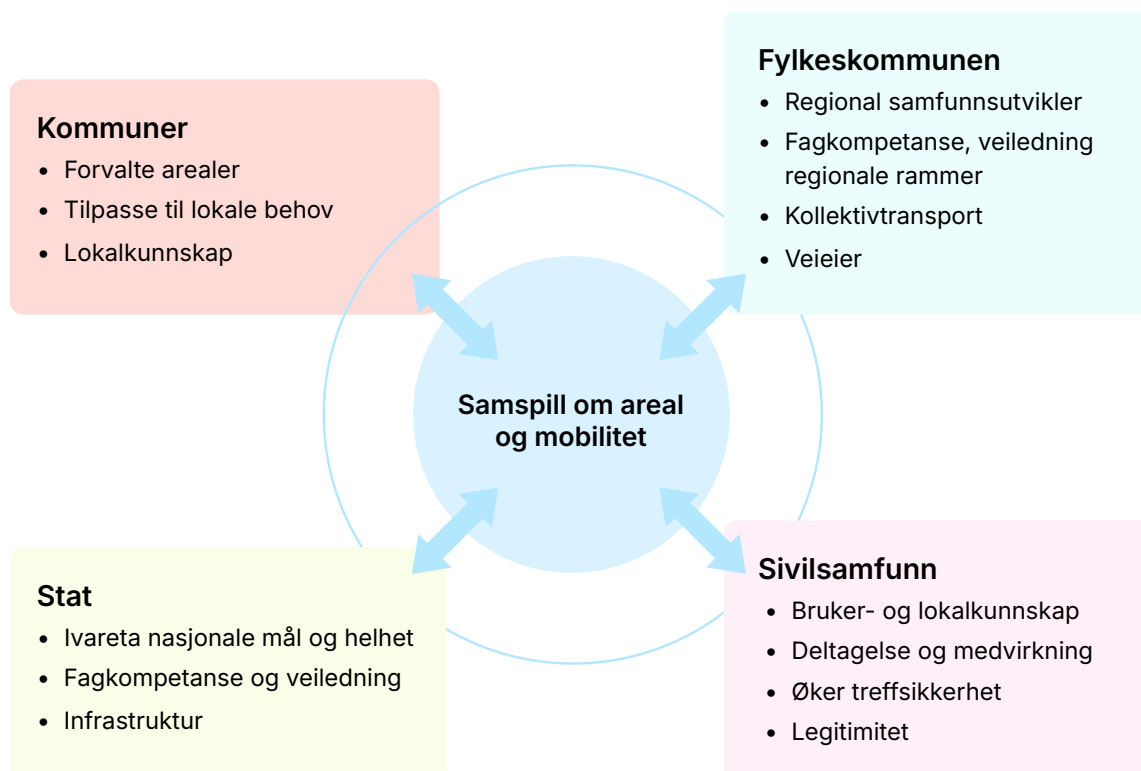 Kommuner
• Forvalte arealer
• Tilpasse til lokale behov
• Lokalkunnskap
Fylkeskommunen
• Regional samfunnsutvikler
• Fagkompetanse, veiledning
regionale rammer
• Kollektivtransport
• Veieier
Samspill om areal
og mobilitet
Stat
• Ivareta nasjonale mål og helhet
• Fagkompetanse og veiledning
• Infrastruktur
Sivilsamfunn
• Bruker- og lokalkunnskap
• Deltagelse og medvirkning
• Øker treffsikkerhet
• Legitimitet